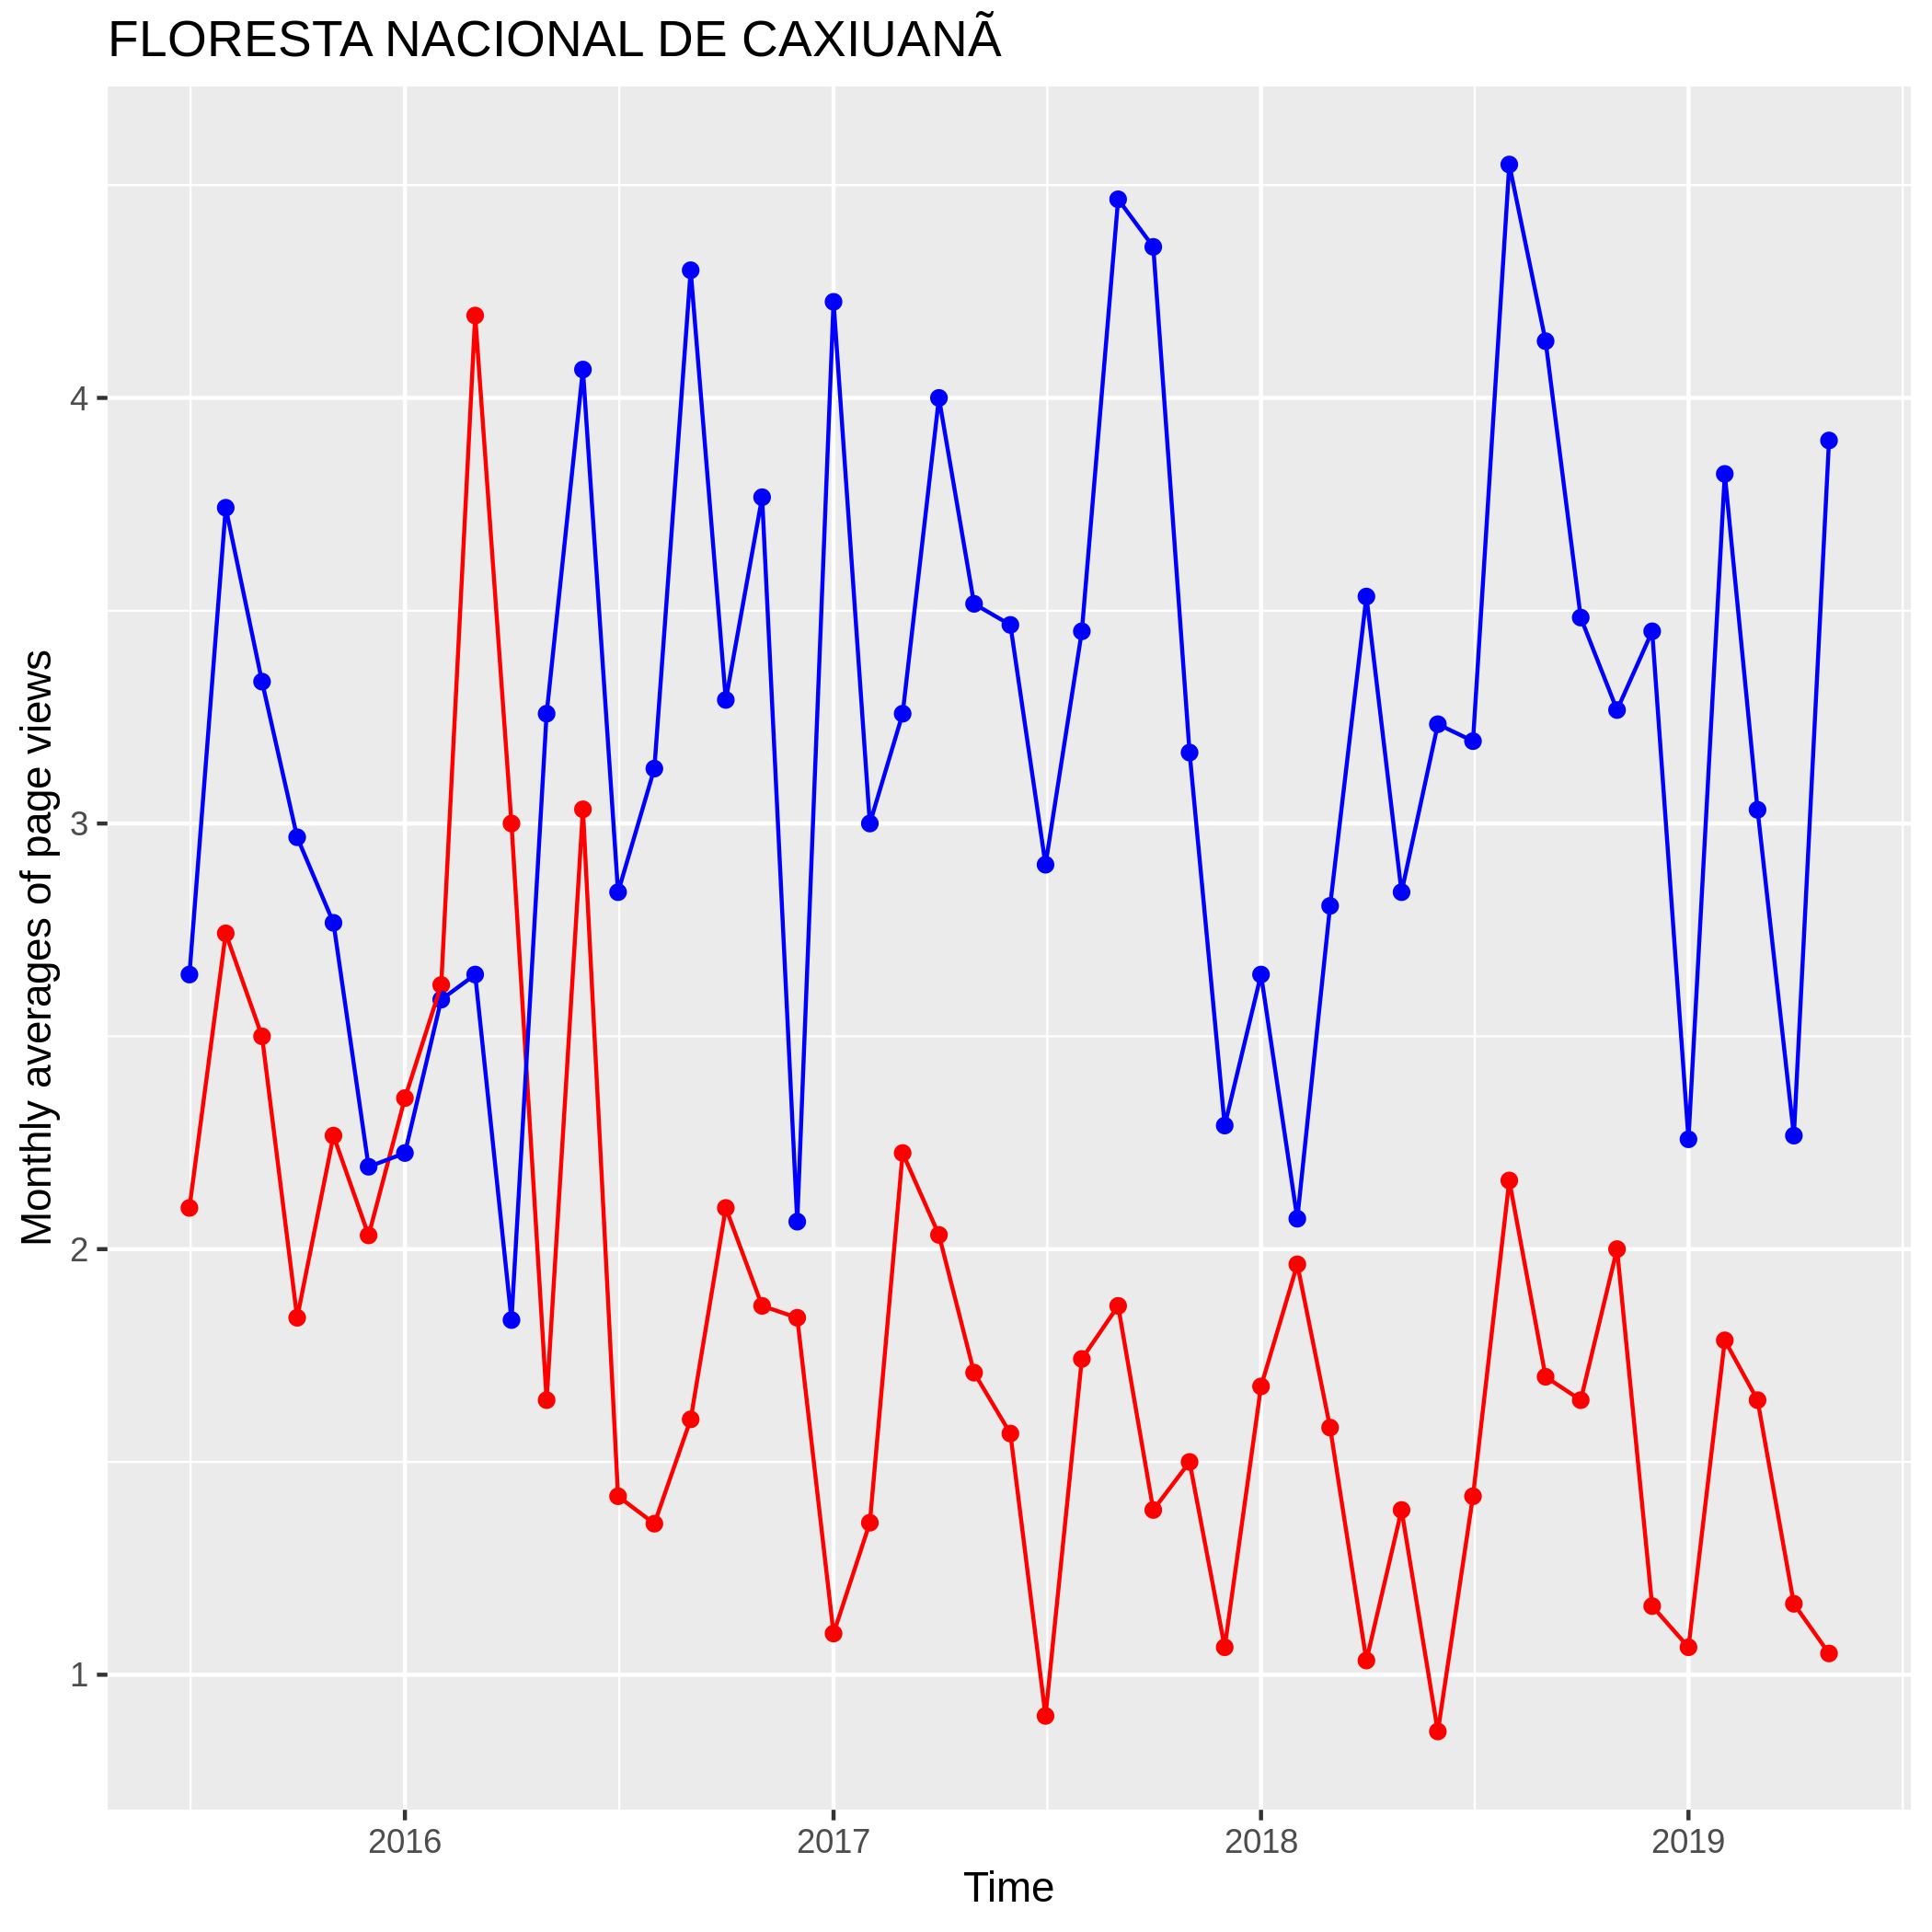 FLORESTA NACIONAL DE CAXIUANÃ
Monthly averages of page views
4
3
2
1
2016 2017 2018 2019
Time